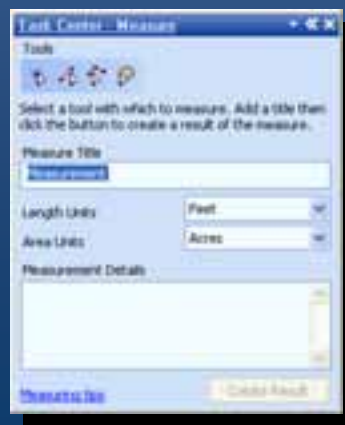 Task Center - Measure
Tools
Select a tool with which to measure. Add a title then
click the button to create a result of the measure.
Measure Title
Measurement
Length Units
Feet
Area Units
Acres
Measurement Details
Measuring tips
Create Result